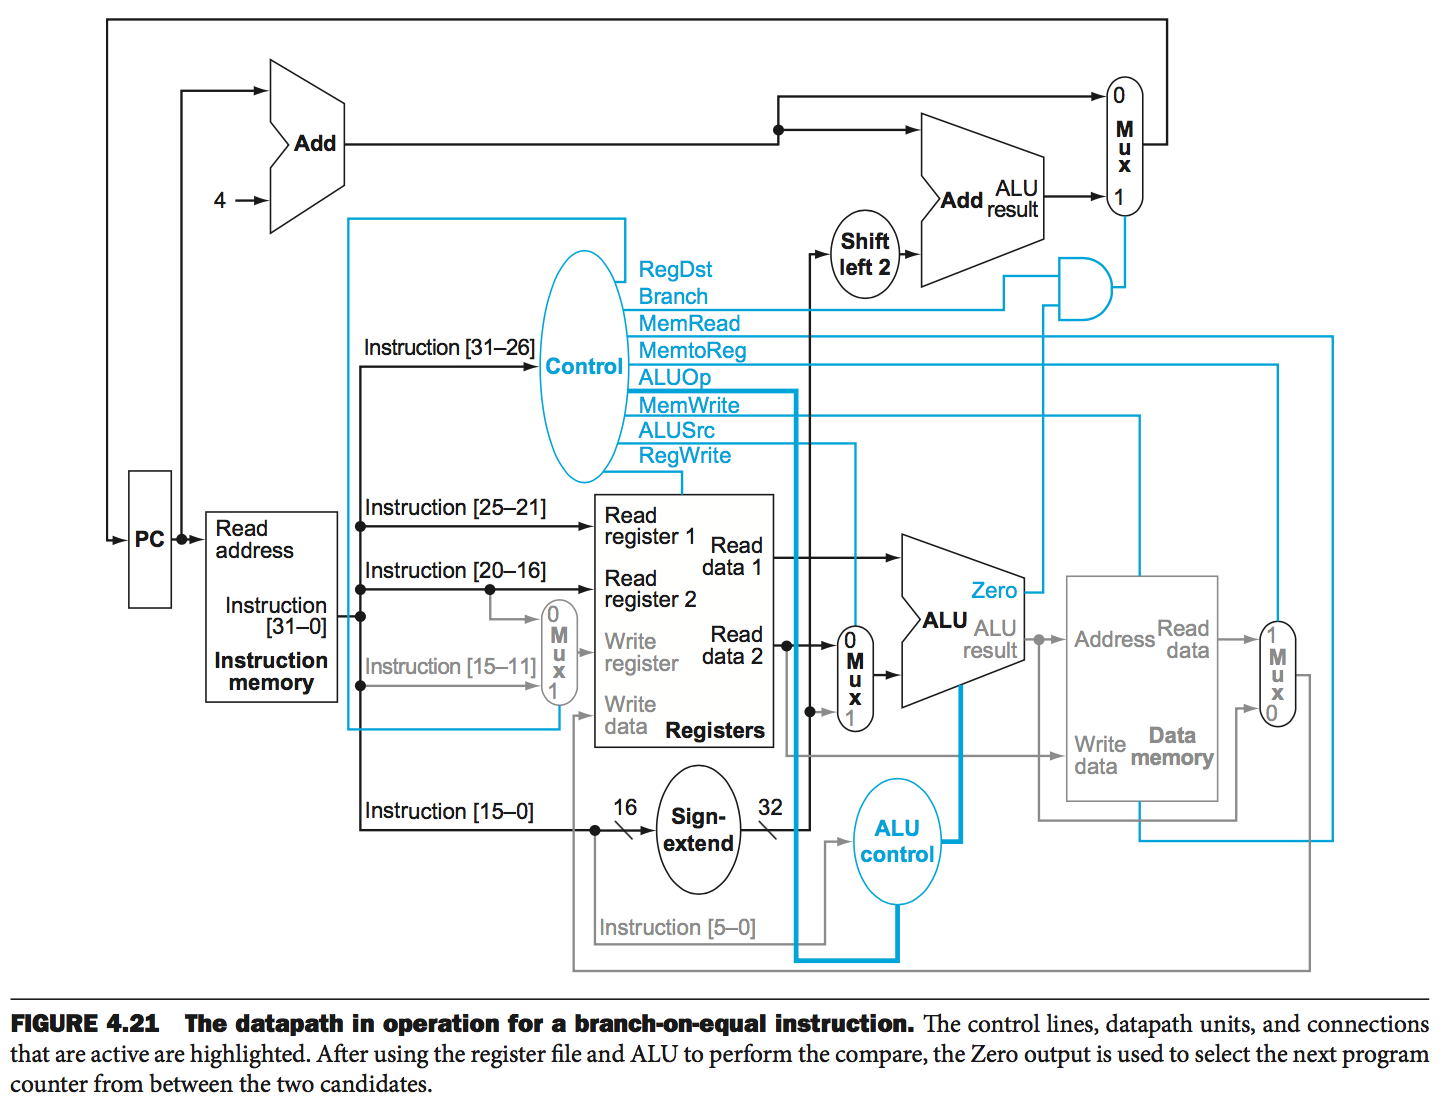 0
M
u
x
1
Add
4
Add ALU
result
Shift
left 2
RegDst
Branch
MemRead
MemtoReg
ALUOp
MemWrite
ALUSrc
RegWrite
Instruction [31–26]
Control
PC
Read
address
Instruction
[31–0]
Instruction
memory
Instruction [25–21]
Instruction [20–16]
Instruction [15–11]
0
M
u
x
1
Read
register 1
Read
register 2
Write
register
Write
data
Read
data 1
Read
data 2
Registers
0
M
u
x
1
Zero
ALU
ALU
result
Address
Read
data
Write
data
Data
memory
1
M
u
x
0
Instruction [15–0]
16
Sign-
extend
32
ALU
control
Instruction [5–0]
FIGURE 4.21 The datapath in operation for a branch-on-equal instruction. The control lines, datapath units, and connections
that are active are highlighted. After using the register file and ALU to perform the compare, the Zero output is used to select the next program
counter from between the two candidates.